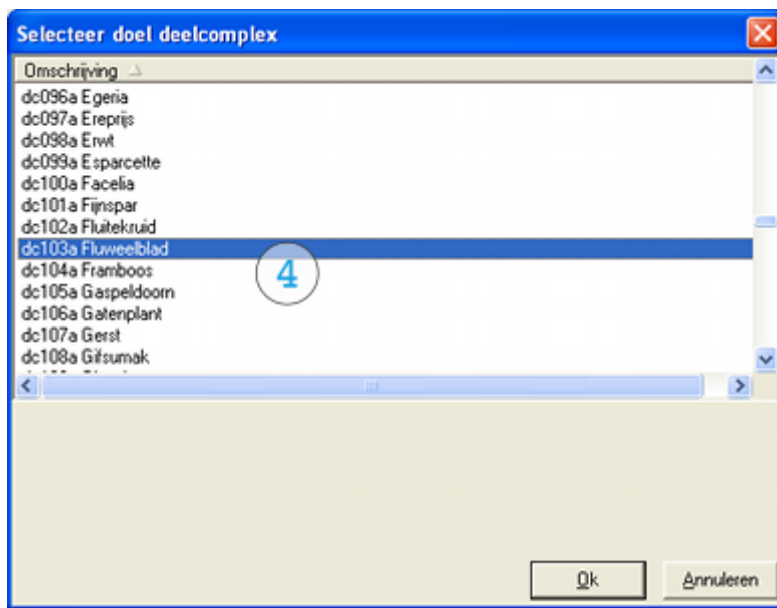 Selecteer doel deelcomplex
Omschrijving
dc096a Egeria
dc097a Ereprijs
dc098a Erwt
dc099a Esparcette
dc100a Facelia
dc101a Fijnspar
dc102a Fluitekruid
dc103a Fluweelblad
dc104a Framboos
4
dc105a Gaspeldoorn
dc106a Gatenplant
dc107a Gerst
dc108a Gifsumak
Ok
Annuleren